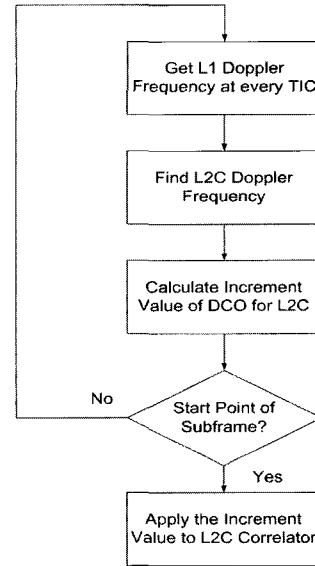 Get L1 Doppler
Frequency at every TIC
Find L2C Doppler
Frequency
Calculate Increment
Value of DCO for L2C
No
Start Point of
Subframe?
Yes
Apply the Increment
Value to L2C Correlator